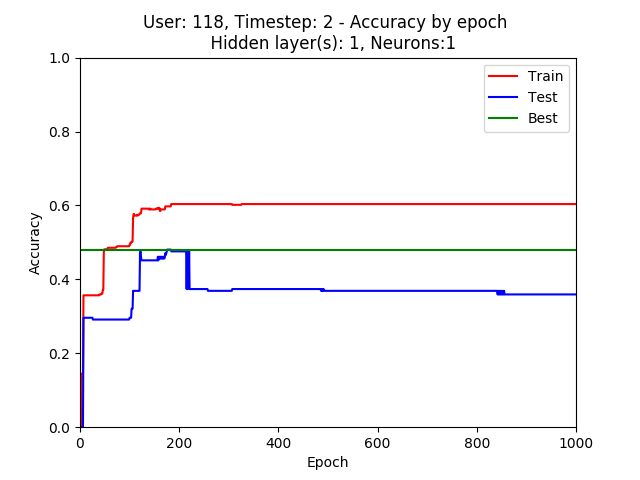 User: 118, Timestep: 2 - Accuracy by epoch
Hidden layer(s): 1, Neurons:1
Train
Test
Best
1.0
0.8
0.6
0.4
0.2
0.0
Accuracy
0 200 400 600 800 1000
Epoch